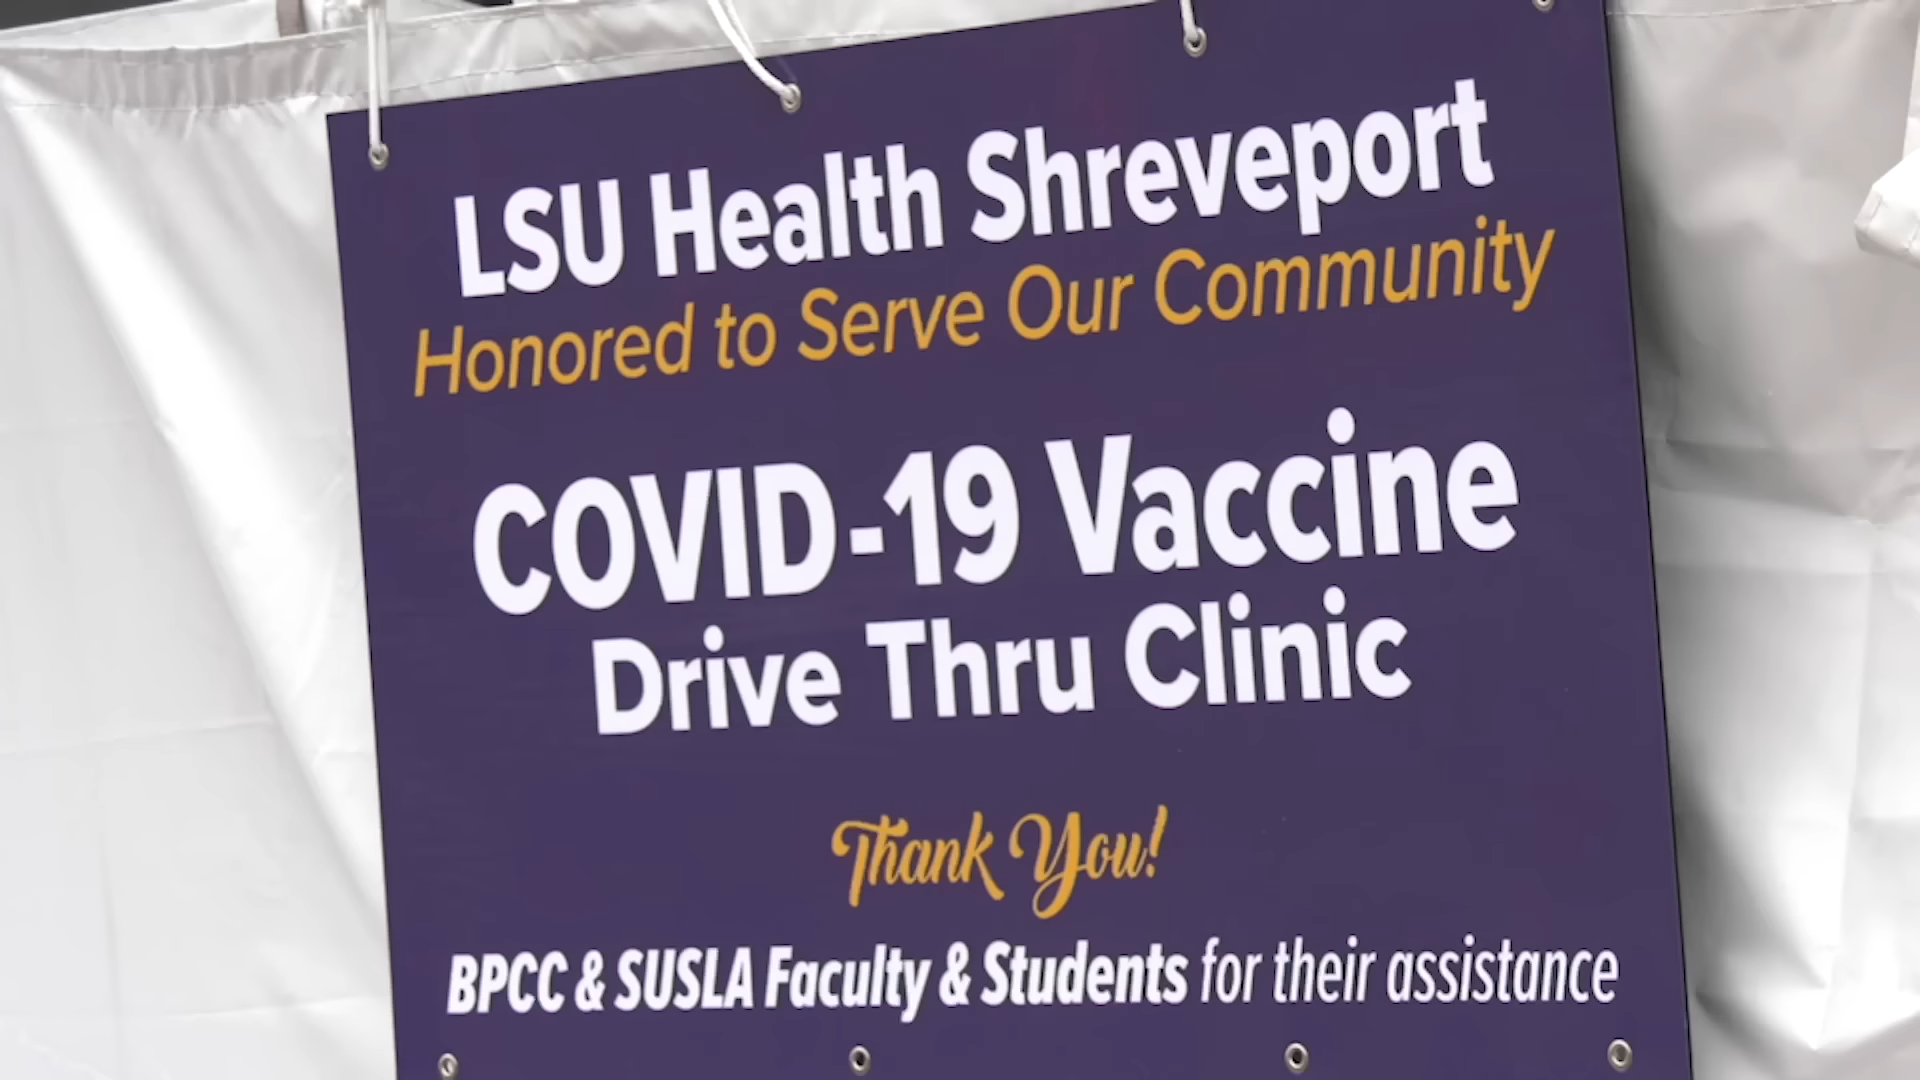 LSU Health Shreveport
Honored to Serve Our Community
COVID-19 Vaccine
Drive Thru Clinic
Thank You!
BPCC & SUSLA Faculty & Students for their assistance